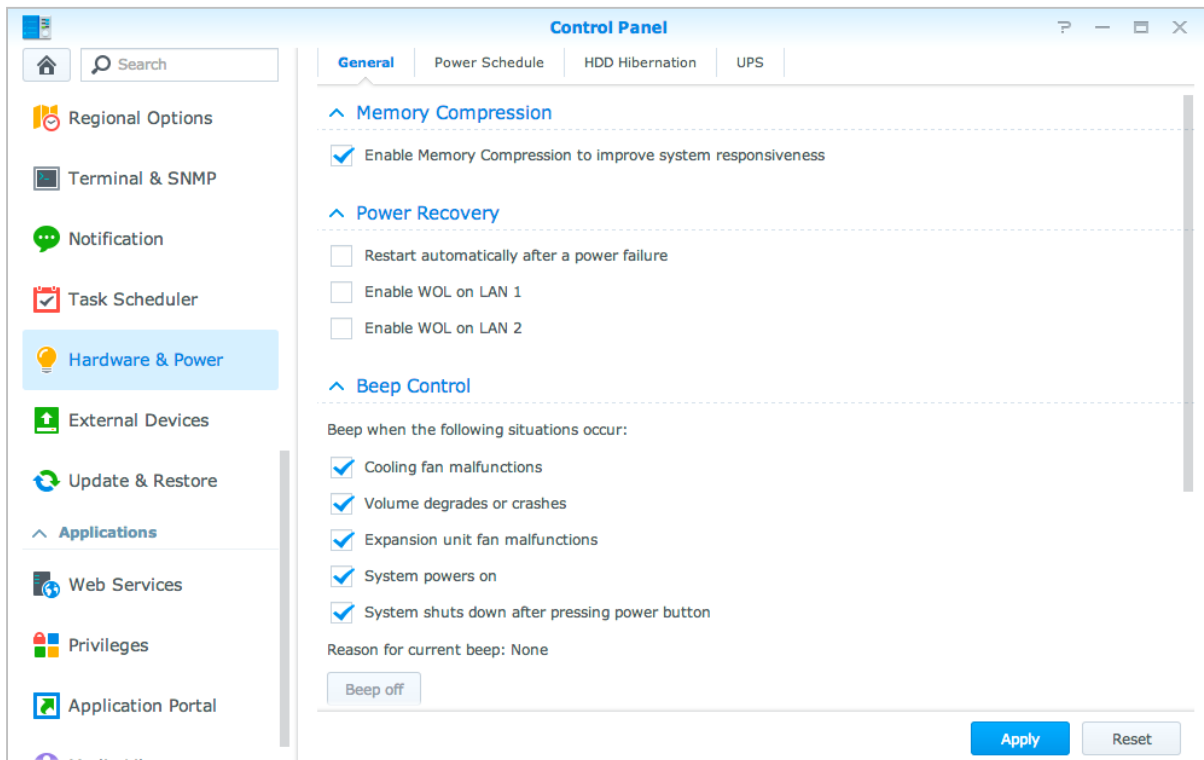 Control Panel
Search
General Power Schedule HDD Hibernation UPS
Regional Options
Terminal & SNMP
Notification
Task Scheduler
Hardware & Power
External Devices
Update & Restore
Applications
Web Services
Privileges
Application Portal
Memory Compression
Enable Memory Compression to improve system responsiveness
Power Recovery
Restart automatically after a power failure
Enable WOL on LAN 1
Enable WOL on LAN 2
Beep Control
Beep when the following situations occur:
Cooling fan malfunctions
Volume degrades or crashes
Expansion unit fan malfunctions
System powers on
System shuts down after pressing power button
Reason for current beep: None
Beep off
Apply Reset